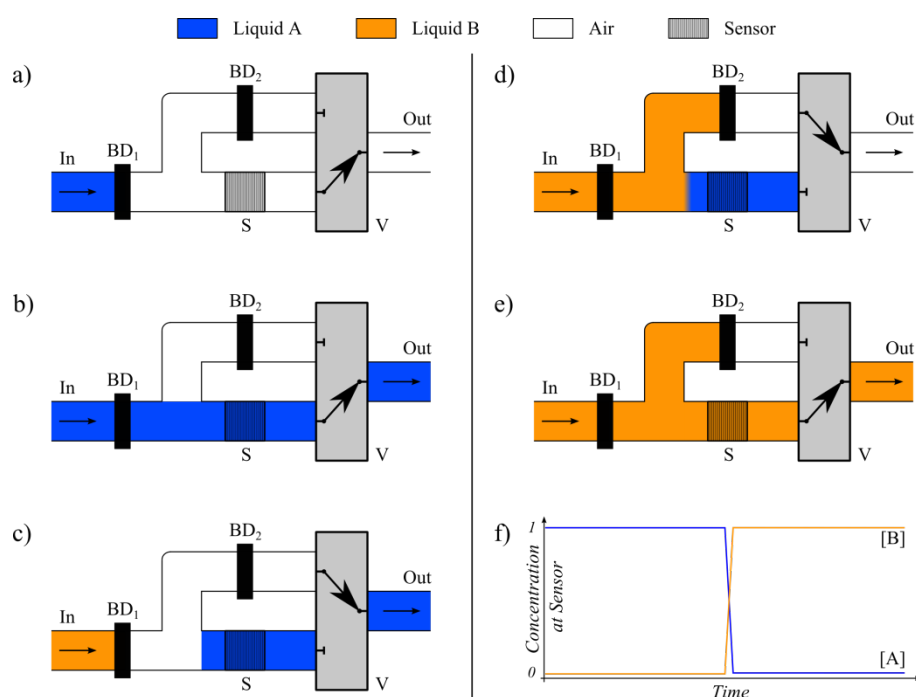 Liquid A Liquid B Air Sensor
a)
BD₂
Out
In BD₁
S V
b)
BD₂
Out
In BD₁
S V
c)
BD₂
Out
In BD₁
S V
d)
BD₂
Out
In BD₁
S V
e)
BD₂
Out
In BD₁
S V
f)
1
[B]
Concentration
at Sensor
[A]
0
Time